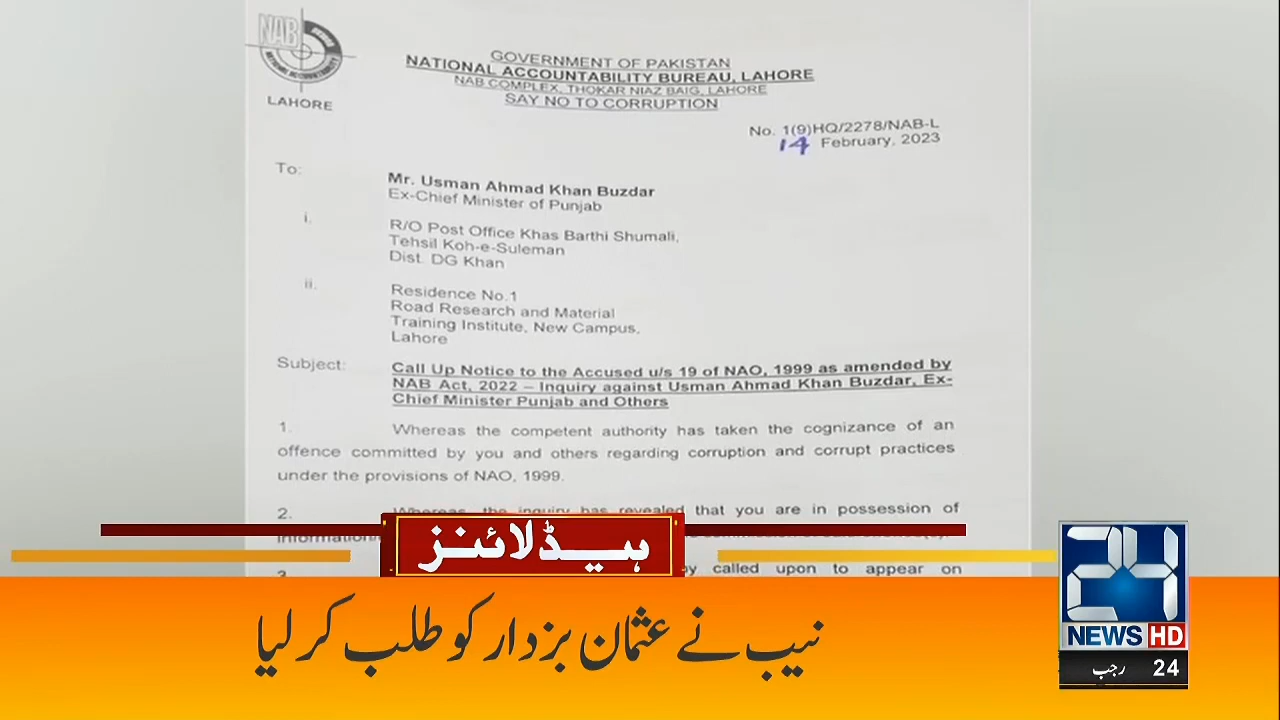 NAB
LAHORE
GOVERNMENT OF PAKISTAN
NATIONAL ACCOUNTABILITY BUREAU, LAHORE
NAB COMPLEX, THOKAR NIAZ BAIG, LAHORE
SAY NO TO CORRUPTION
No. 1(9)HQ/2278/NAB-L
14 February, 2023
To:
Mr. Usman Ahmad Khan Buzdar
Ex-Chief Minister of Punjab
i. R/O Post Office Khas Barthi Shumali,
Tehsil Koh-e-Suleman
Dist. DG Khan
ii. Residence No.1
Road Research and Material
Training Institute, New Campus,
Lahore
Subject: Call Up Notice to the Accused u/s 19 of NAO, 1999 as amended by
NAB Act, 2022 – Inquiry against Usman Ahmad Khan Buzdar, Ex-
Chief Minister Punjab and Others
1. Whereas the competent authority has taken the cognizance of an
offence committed by you and others regarding corruption and corrupt practices
under the provisions of NAO, 1999.
2. Whereas the inquiry has revealed that you are in possession of
called upon to appear on
ہیڈلائنز
نیب نے عثمان بزدار کو طلب کر لیا
24
NEWS HD
24 رجب